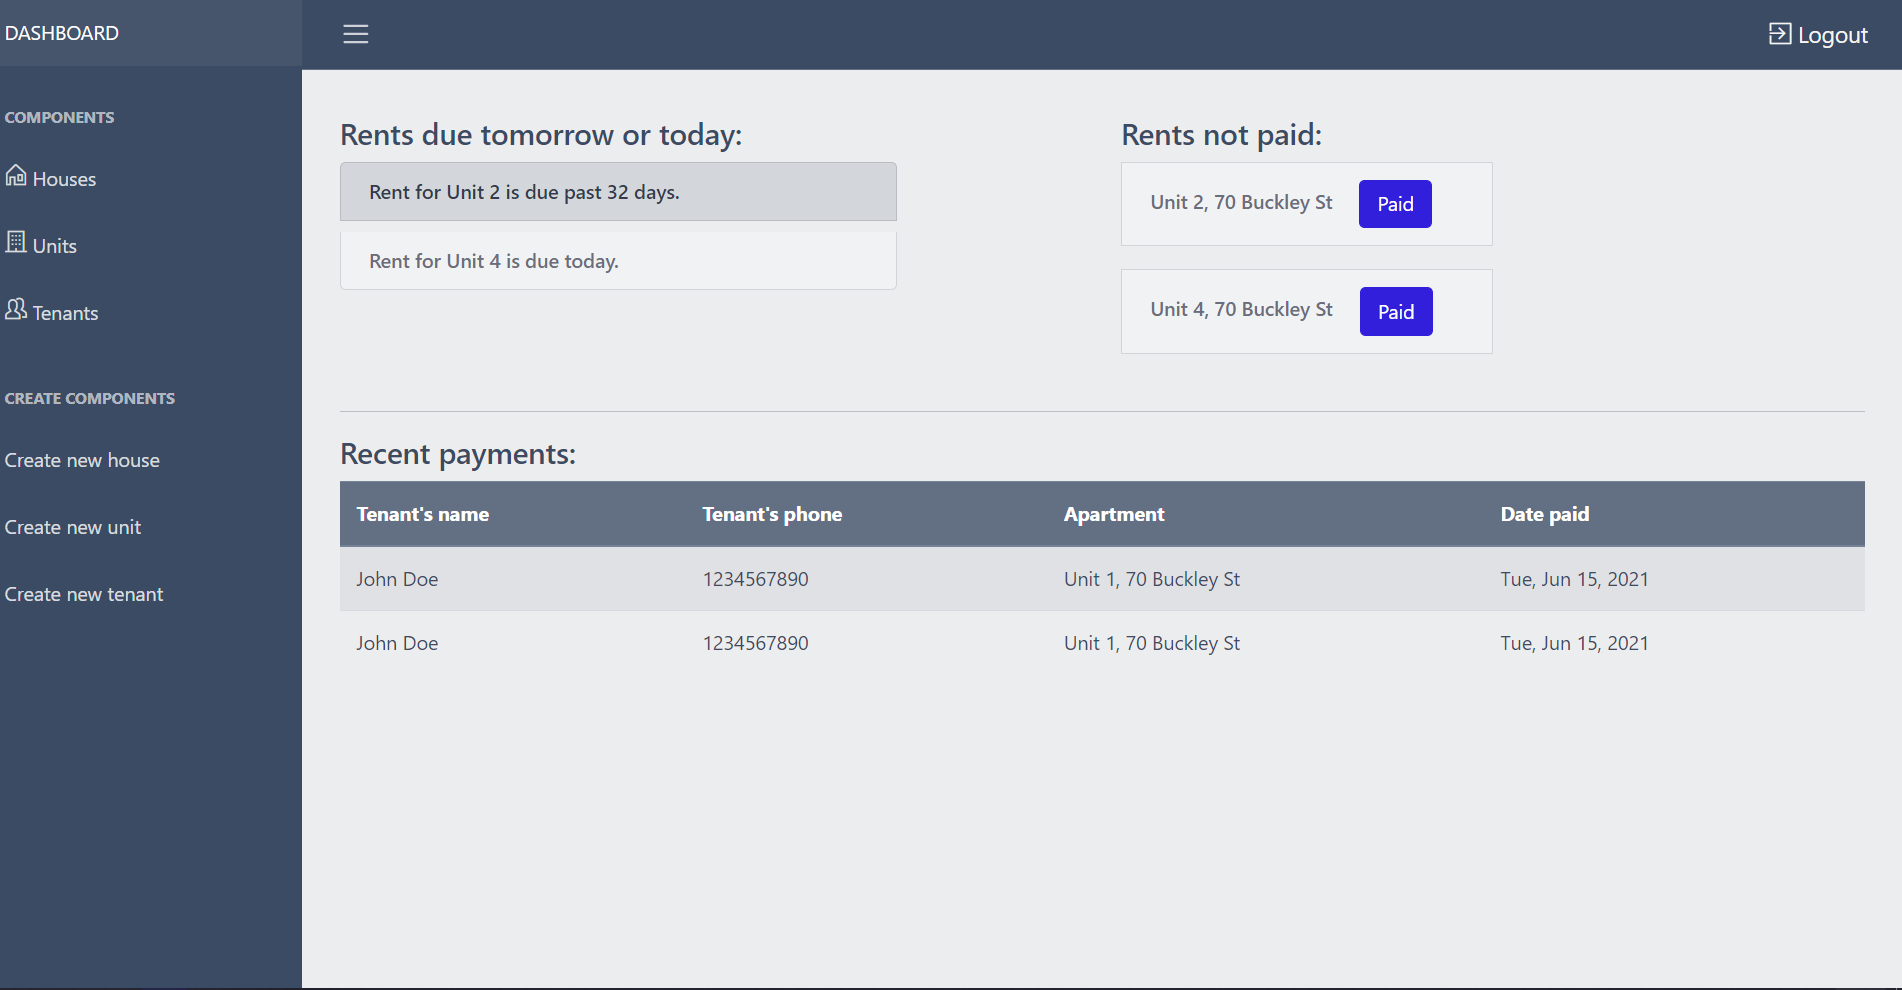 DASHBOARD
Logout
COMPONENTS
Houses
Units
Tenants
CREATE COMPONENTS
Create new house
Create new unit
Create new tenant
Rents due tomorrow or today:
Rent for Unit 2 is due past 32 days.
Rent for Unit 4 is due today.
Rents not paid:
Unit 2, 70 Buckley St Paid
Unit 4, 70 Buckley St Paid
Recent payments:
Tenant's name Tenant's phone Apartment Date paid
John Doe 1234567890 Unit 1, 70 Buckley St Tue, Jun 15, 2021
John Doe 1234567890 Unit 1, 70 Buckley St Tue, Jun 15, 2021